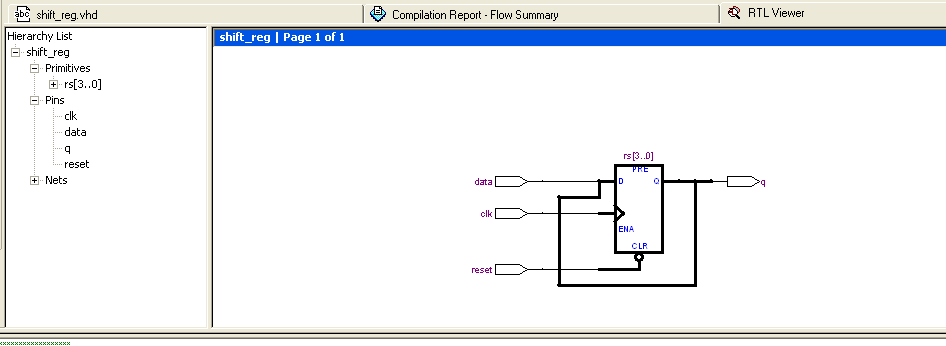 shift_reg.vhd
Compilation Report - Flow Summary
RTL Viewer
Hierarchy List
shift_reg
Primitives
rs[3..0]
Pins
clk
data
q
reset
Nets
shift_reg | Page 1 of 1
rs[3..0]
PRE
data
D
Q
q
clk
ENA
CLR
reset